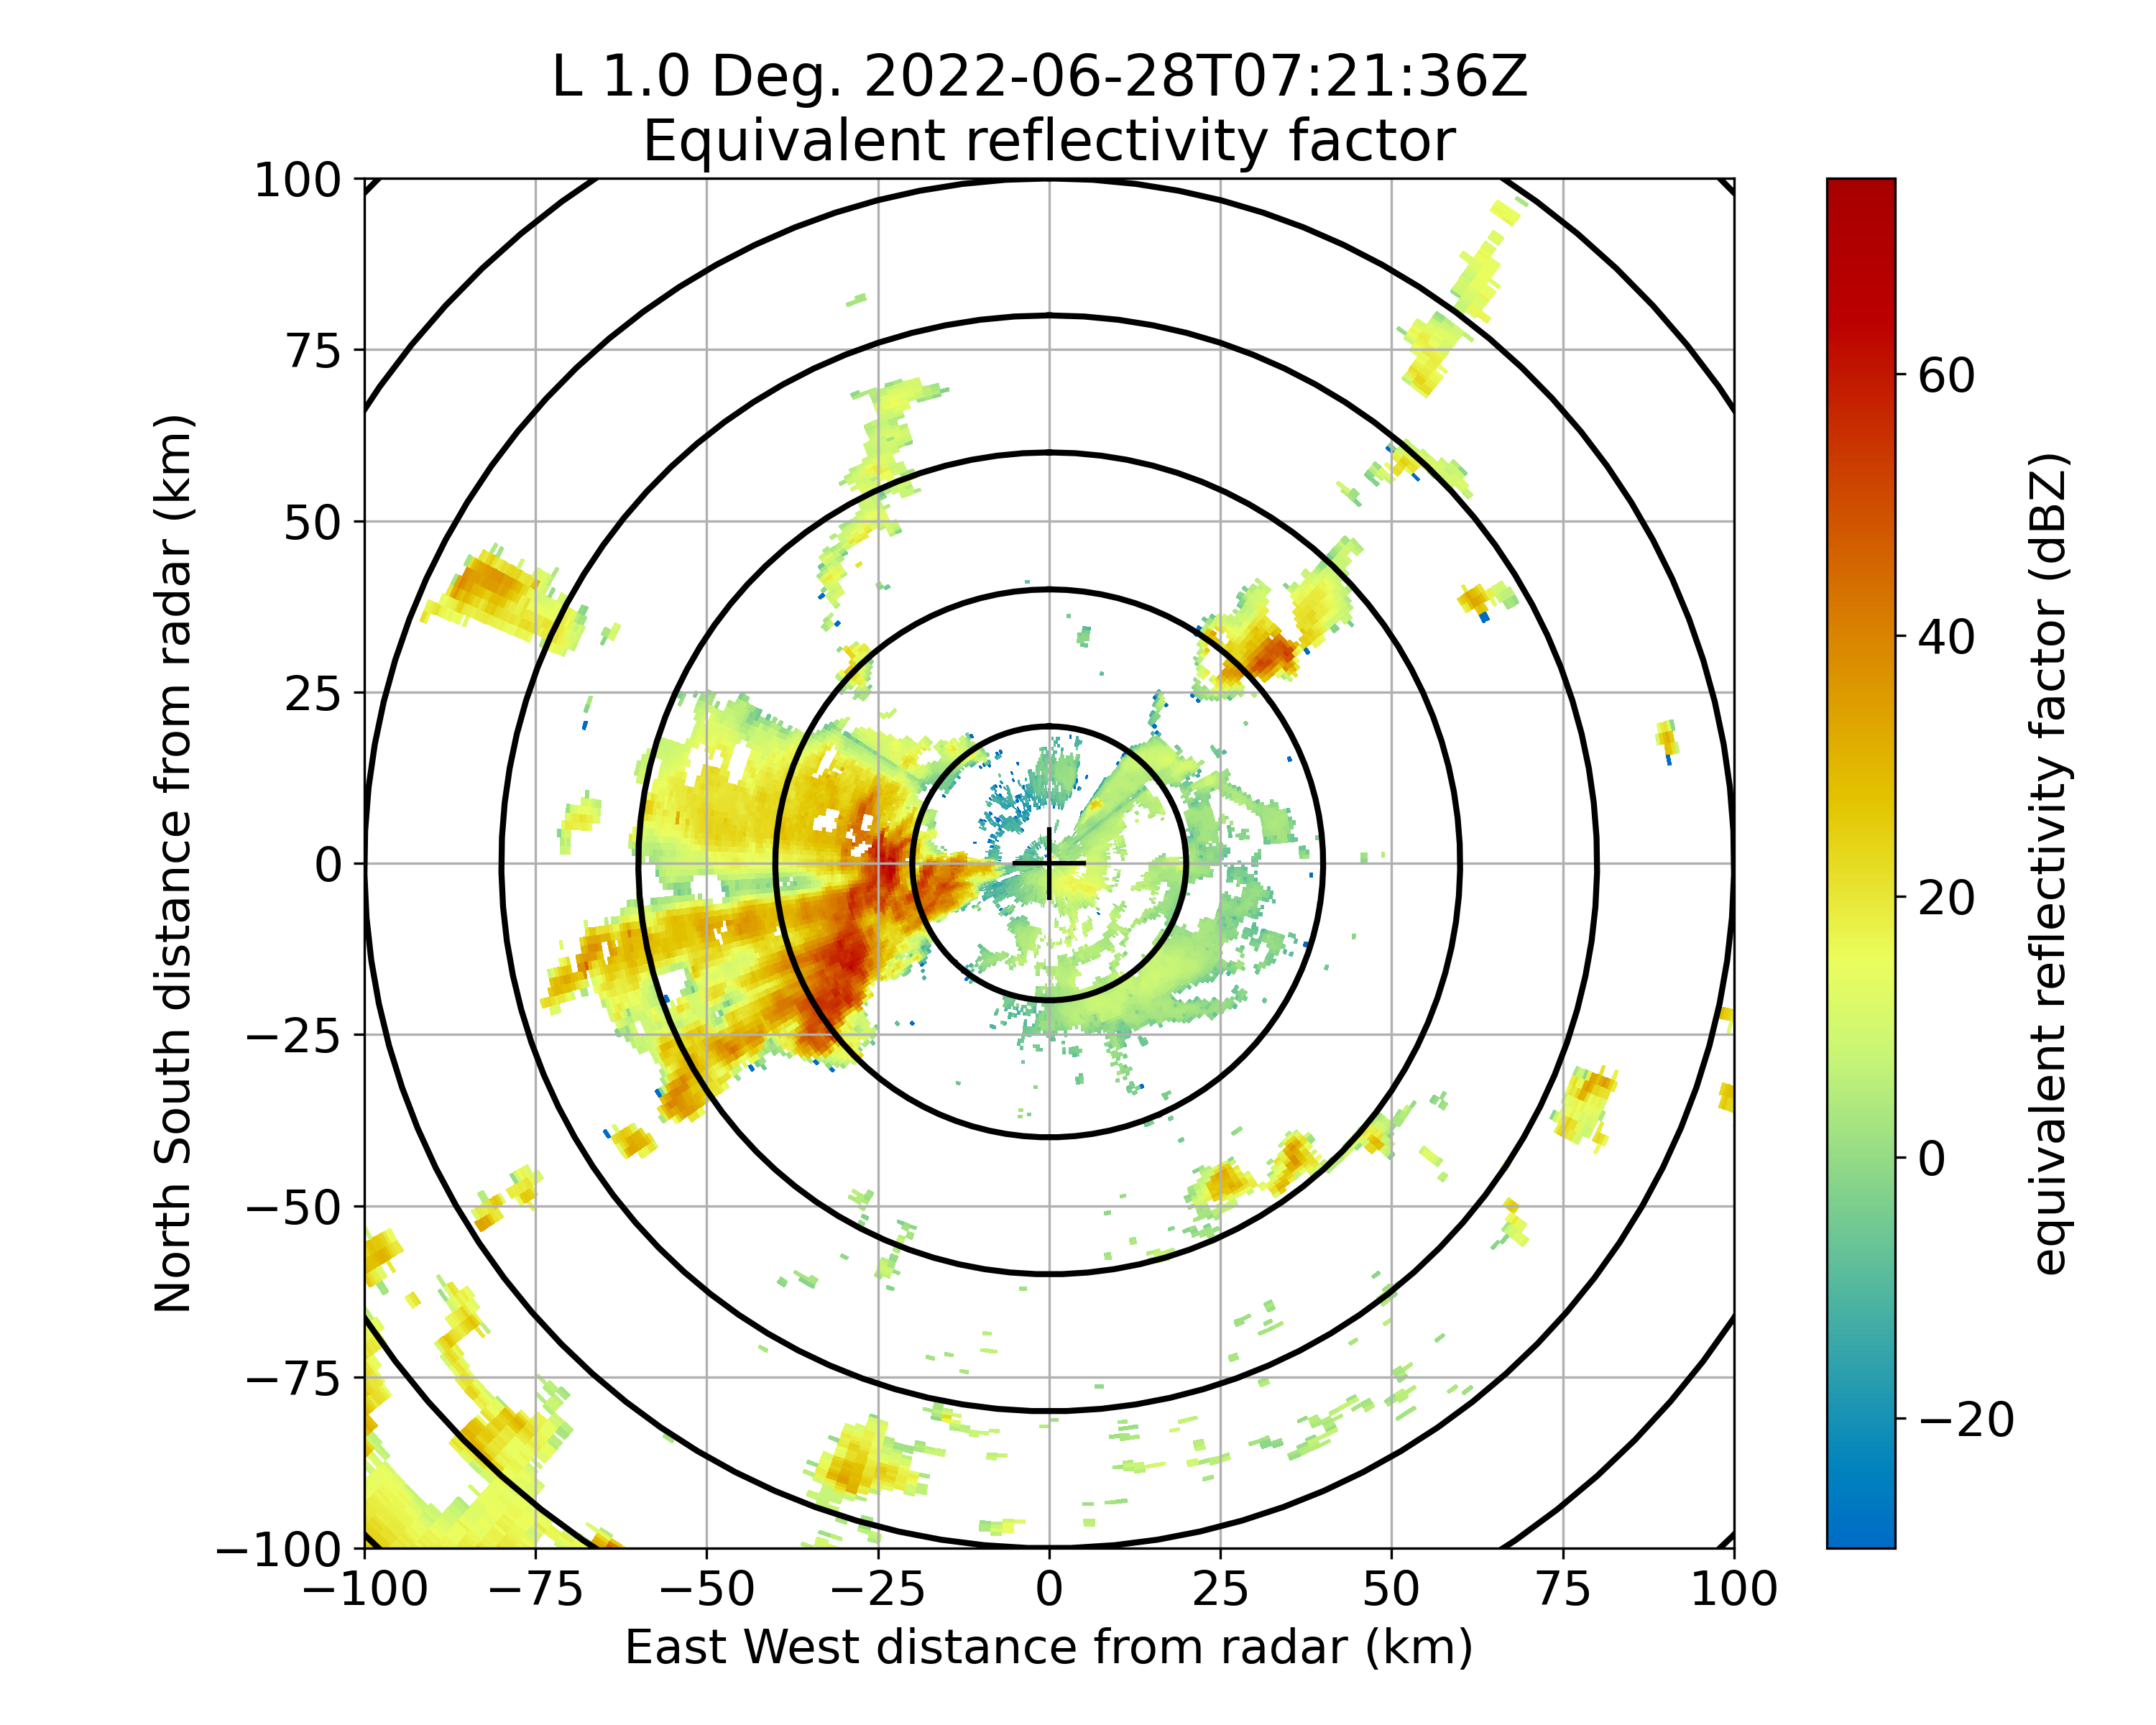 L 1.0 Deg. 2022-06-28T07:21:36Z
Equivalent reflectivity factor
100
75
50
25
0
−25
−50
−75
−100
North South distance from radar (km)
−100 −75 −50 −25 0 25 50 75 100
East West distance from radar (km)
60
40
20
0
−20
equivalent reflectivity factor (dBZ)